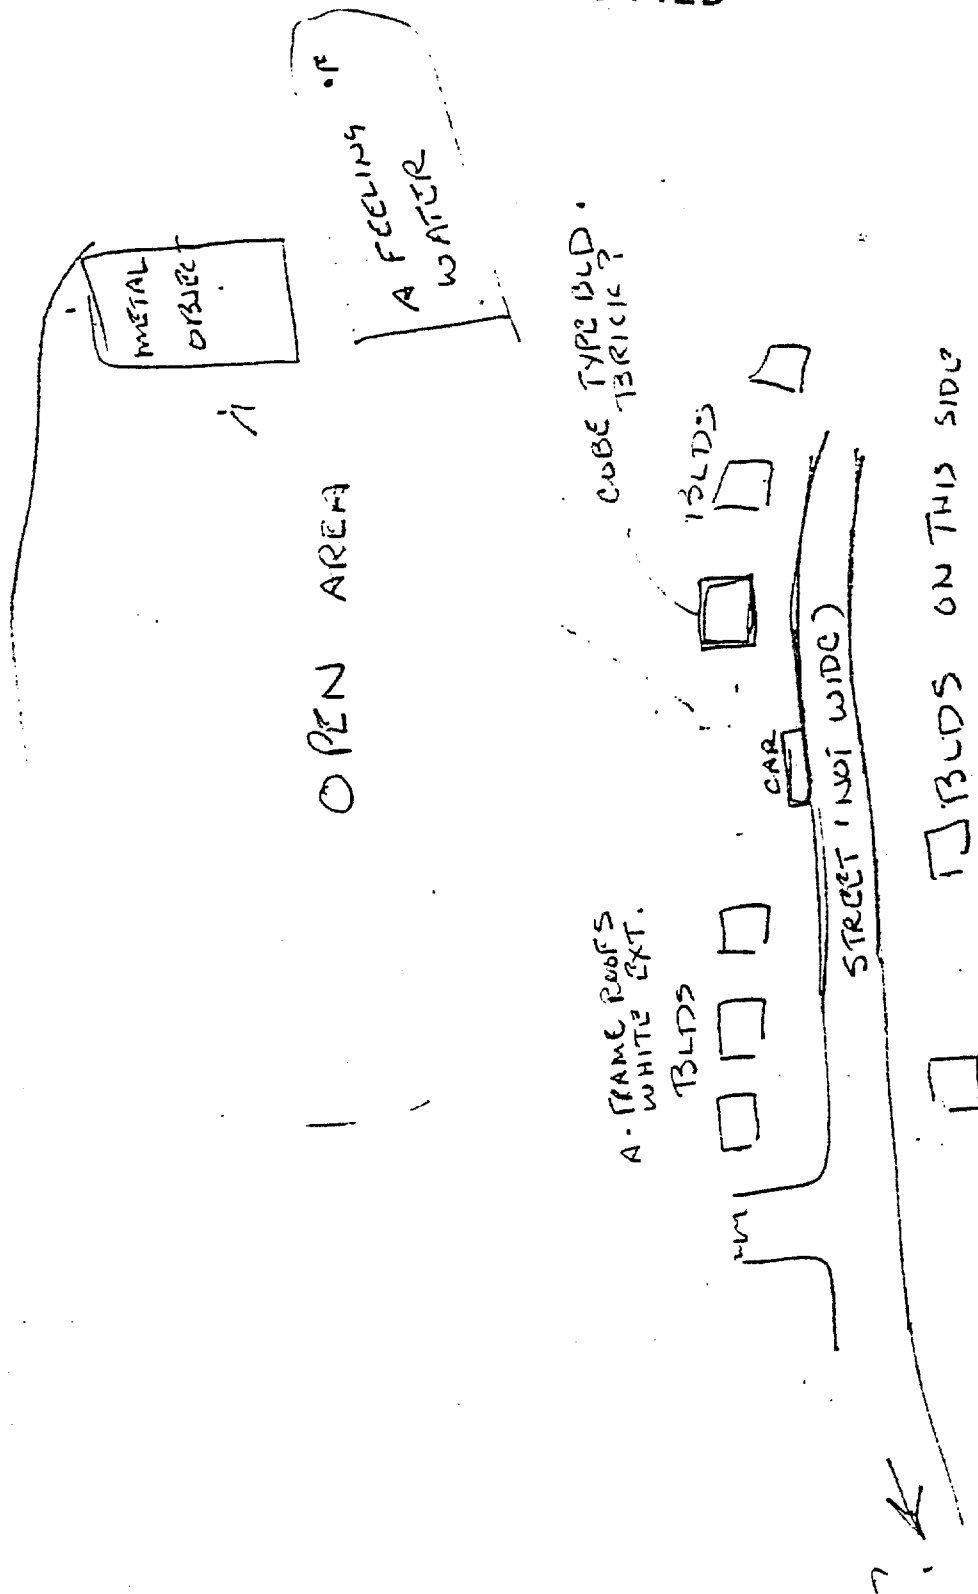 METAL
OBJECT
A FEELING OF
WATER
OPEN AREA
CUBE TYPE BLD.
BRICK?
BLDS
A-FRAME ROOFS
WHITE EXT.
BLDS
CAR
STREET (NOT WIDE)
BLDS ON THIS SIDE
?